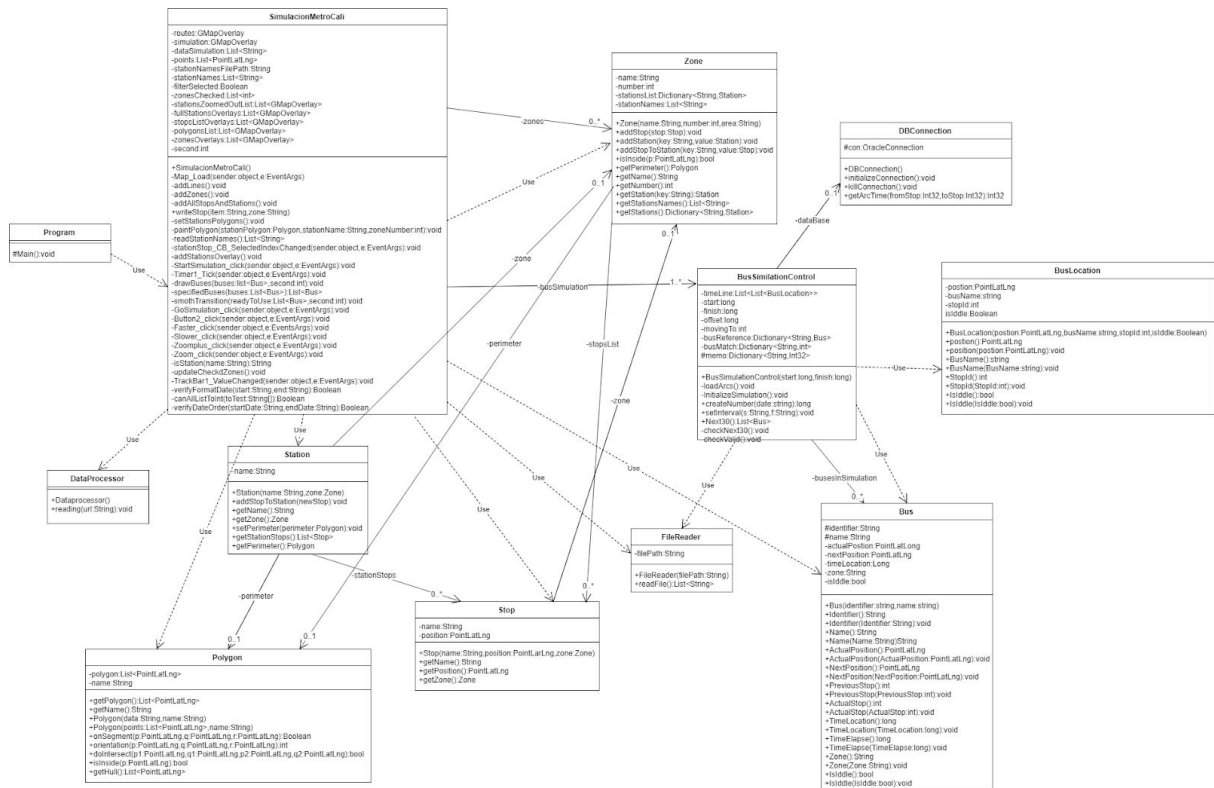 SimulacionMetroCali
-routes:GMapOverlay
-simulation:GMapOverlay
-dataSimulation:List<String>
-points:List<PointLatLng>
-stationNamesFilePath:String
-stationNames:List<String>
-filterSelected:Boolean
-zonesChecked:List<int>
-stationsZoomedOutList:List<GMapOverlay>
-fullStationsOverlays:List<GMapOverlay>
-stopsListOverlays:List<GMapOverlay>
-polygonsList:List<GMapOverlay>
-zonesOverlays:List<GMapOverlay>
-second:int
+SimulacionMetroCali()
-Map_Load(sender:object,e:EventArgs)
-addLines():void
-addZones():void
-addAllStopsAndStations():void
+writeStop(item:String,zone:String)
-setStationsPolygons():void
-paintPolygon(stationPolygon:Polygon,stationName:String,zoneNumber:int):void
-readStationNames():List<String>
-stationStop_CB_SelectedIndexChanged(sender:object,e:EventArgs):void
-addStationsOverlay():void
-StartSimulation_click(sender:object,e:EventArgs):void
-Timer1_Tick(sender:object,e:EventArgs):void
-drawBuses(buses:list<Bus>,second:int):void
-specifiedBuses(buses:List<Bus>):List<Bus>
-smothTransition(readyToUse:List<Bus>,second:int):void
-GoSimulation_click(sender:object,e:EventArgs):void
-Button2_click(sender:object,e:EventArgs):void
-Faster_click(sender:object,e:EventsArgs):void
-Slower_click(sender:object,e:EventArgs):void
-Zoomplus_click(sender:object,e:EventArgs):void
-Zoom_click(sender:object,e:EventArgs):void
-isStation(name:String):String
-updateCheckdZones():void
-TrackBar1_ValueChanged(sender:object,e:EventArgs):void
-verifyFormatDate(start:String,end:String):Boolean
-canAllListToInt(toTest:String[]):Boolean
-verifyDateOrder(startDate:String,endDate:String):Boolean
Zone
-name:String
-number:int
-stationsList:Dictionary<String,Station>
-stationNames:List<String>
+Zone(name:String,number:int,area:String)
+addStop(stop:Stop):void
+addStation(key:String,value:Station):void
+addStopToStation(key:String,value:Stop):void
+isInside(p:PointLatLng):bool
+getPerimeter():Polygon
+getName():String
+getNumber():int
+getStation(key:String):Station
+getStationsNames():List<String>
+getStations():Dictionary<String,Station>
-zones
0..*
Use
0..1
DBConnection
#con:OracleConnection
+DBConnection()
+initializeConnection():void
+killConnection():void
+getArcTime(fromStop:Int32,toStop:Int32):Int32
0..1
-dataBase
Program
#Main():void
Use
-zone
0..1
-busSimulation
1..*
BusSimilationControl
-timeLine:List<List<BusLocation>>
-start:long
-finish:long
-offset:long
-movingTo:int
-busReference:Dictionary<String,Bus>
-busMatch:Dictionary<String,int>
#memo:Dictionary<String,Int32>
+BusSimulationControl(start:long,finish:long)
-loadArcs():void
-InitializeSimulation():void
+createNumber(date:string):long
+setInterval(s:String,f:String):void
+Next30():List<Bus>
-checkNext30():void
-checkValid():void
BusLocation
-postion:PointLatLng
-busName:string
-stopId:int
isIddle:Boolean
+BusLocation(postion:PointLatLng,busName:string,stopId:int,isIddle:Boolean)
+postion():PointLatLng
+position(postion:PointLatLng):void
+BusName():string
+BusName(BusName:string):void
+StopId():int
+StopId(StopId:int):void
+IsIddle():bool
+IsIddle(IsIddle:bool):void
-perimeter
-stopsList
Use
-zone
Use
Use
Use
Use
Use
DataProcessor
+Dataprocessor()
+reading(url:String):void
Station
-name:String
+Station(name:String,zone:Zone)
+addStopToStation(newStop):void
+getName():String
+getZone():Zone
+setPerimeter(perimeter:Polygon):void
+getStationStops():List<Stop>
+getPerimeter():Polygon
-busesInSimulation
0..*
Use
Use
Use
Use
FileReader
-filePath:String
+FileReader(filePath:String)
+readFile():List<String>
Bus
#identifier:String
#name:String
-actualPostion:PointLatLong
-nextPosition:PointLatLng
-timeLocation:Long
-zone:String
-isIddle:bool
+Bus(identifier:string,name:string)
+Identifier():String
+Identifier(Identifier:String):void
+Name():String
+Name(Name:String)String
+ActualPosition():PointLatLng
+ActualPosition(ActualPosition:PointLatLng):void
+NextPosition():PointLatLng
+NextPosition(NextPosition:PointLatLng):void
+PreviousStop():int
+PreviousStop(PreviousStop:int):void
+ActualStop():int
+ActualStop(ActualStop:int):void
+TimeLocation():long
+TimeLocation(TimeLocation:long):void
+TimeElapse():long
+TimeElapse(TimeElapse:long):void
+Zone():String
+Zone(Zone:String):void
+IsIddle():bool
+IsIddle(IsIddle:bool):void
-stationStops
0..*
0..*
-perimeter
0..1
0..1
Stop
-name:String
-position:PointLatLng
+Stop(name:String,position:PointLarLng,zone:Zone)
+getName():String
+getPosition():PointLatLng
+getZone():Zone
Polygon
-polygon:List<PointLatLng>
-name:String
+getPolygon():List<PointLatLng>
+getName():String
+Polygon(data:String,name:String)
+Polygon(points:List<PointLatLng>,name:String)
+onSegment(p:PointLatLng,q:PointLatLng,r:PointLatLng):Boolean
+orientation(p:PointLatLng,q:PointLatLng,r:PointLatLng):int
+doIntersect(p1:PointLatLng,q1:PointLatLng,p2:PointLatLng,q2:PointLatLng):bool
+isInside(p:PointLatLng):bool
+getHull():List<PointLatLng>